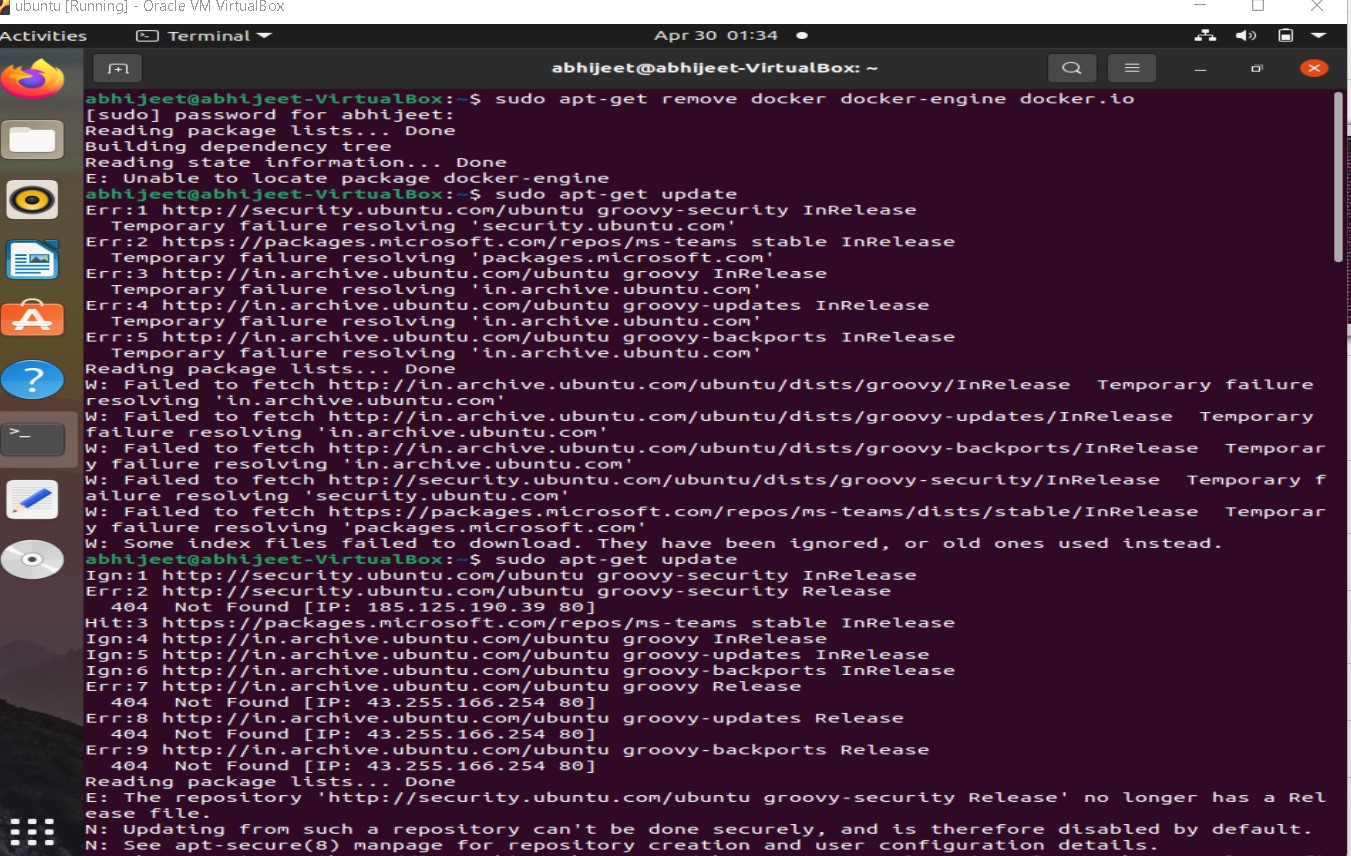 ubuntu [Running] - Oracle VM VirtualBox
Activities Terminal Apr 30 01:34
abhijeet@abhijeet-VirtualBox: ~
abhijeet@abhijeet-VirtualBox:~$ sudo apt-get remove docker docker-engine docker.io
[sudo] password for abhijeet:
Reading package lists... Done
Building dependency tree
Reading state information... Done
E: Unable to locate package docker-engine
abhijeet@abhijeet-VirtualBox:~$ sudo apt-get update
Err:1 http://security.ubuntu.com/ubuntu groovy-security InRelease
  Temporary failure resolving 'security.ubuntu.com'
Err:2 https://packages.microsoft.com/repos/ms-teams stable InRelease
  Temporary failure resolving 'packages.microsoft.com'
Err:3 http://in.archive.ubuntu.com/ubuntu groovy InRelease
  Temporary failure resolving 'in.archive.ubuntu.com'
Err:4 http://in.archive.ubuntu.com/ubuntu groovy-updates InRelease
  Temporary failure resolving 'in.archive.ubuntu.com'
Err:5 http://in.archive.ubuntu.com/ubuntu groovy-backports InRelease
  Temporary failure resolving 'in.archive.ubuntu.com'
Reading package lists... Done
W: Failed to fetch http://in.archive.ubuntu.com/ubuntu/dists/groovy/InRelease  Temporary failure
resolving 'in.archive.ubuntu.com'
W: Failed to fetch http://in.archive.ubuntu.com/ubuntu/dists/groovy-updates/InRelease  Temporary
failure resolving 'in.archive.ubuntu.com'
W: Failed to fetch http://in.archive.ubuntu.com/ubuntu/dists/groovy-backports/InRelease  Temporar
y failure resolving 'in.archive.ubuntu.com'
W: Failed to fetch http://security.ubuntu.com/ubuntu/dists/groovy-security/InRelease  Temporary f
ailure resolving 'security.ubuntu.com'
W: Failed to fetch https://packages.microsoft.com/repos/ms-teams/dists/stable/InRelease  Temporar
y failure resolving 'packages.microsoft.com'
W: Some index files failed to download. They have been ignored, or old ones used instead.
abhijeet@abhijeet-VirtualBox:~$ sudo apt-get update
Ign:1 http://security.ubuntu.com/ubuntu groovy-security InRelease
Err:2 http://security.ubuntu.com/ubuntu groovy-security Release
  404  Not Found [IP: 185.125.190.39 80]
Hit:3 https://packages.microsoft.com/repos/ms-teams stable InRelease
Ign:4 http://in.archive.ubuntu.com/ubuntu groovy InRelease
Ign:5 http://in.archive.ubuntu.com/ubuntu groovy-updates InRelease
Ign:6 http://in.archive.ubuntu.com/ubuntu groovy-backports InRelease
Err:7 http://in.archive.ubuntu.com/ubuntu groovy Release
  404  Not Found [IP: 43.255.166.254 80]
Err:8 http://in.archive.ubuntu.com/ubuntu groovy-updates Release
  404  Not Found [IP: 43.255.166.254 80]
Err:9 http://in.archive.ubuntu.com/ubuntu groovy-backports Release
  404  Not Found [IP: 43.255.166.254 80]
Reading package lists... Done
E: The repository 'http://security.ubuntu.com/ubuntu groovy-security Release' no longer has a Rel
ease file.
N: Updating from such a repository can't be done securely, and is therefore disabled by default.
N: See apt-secure(8) manpage for repository creation and user configuration details.